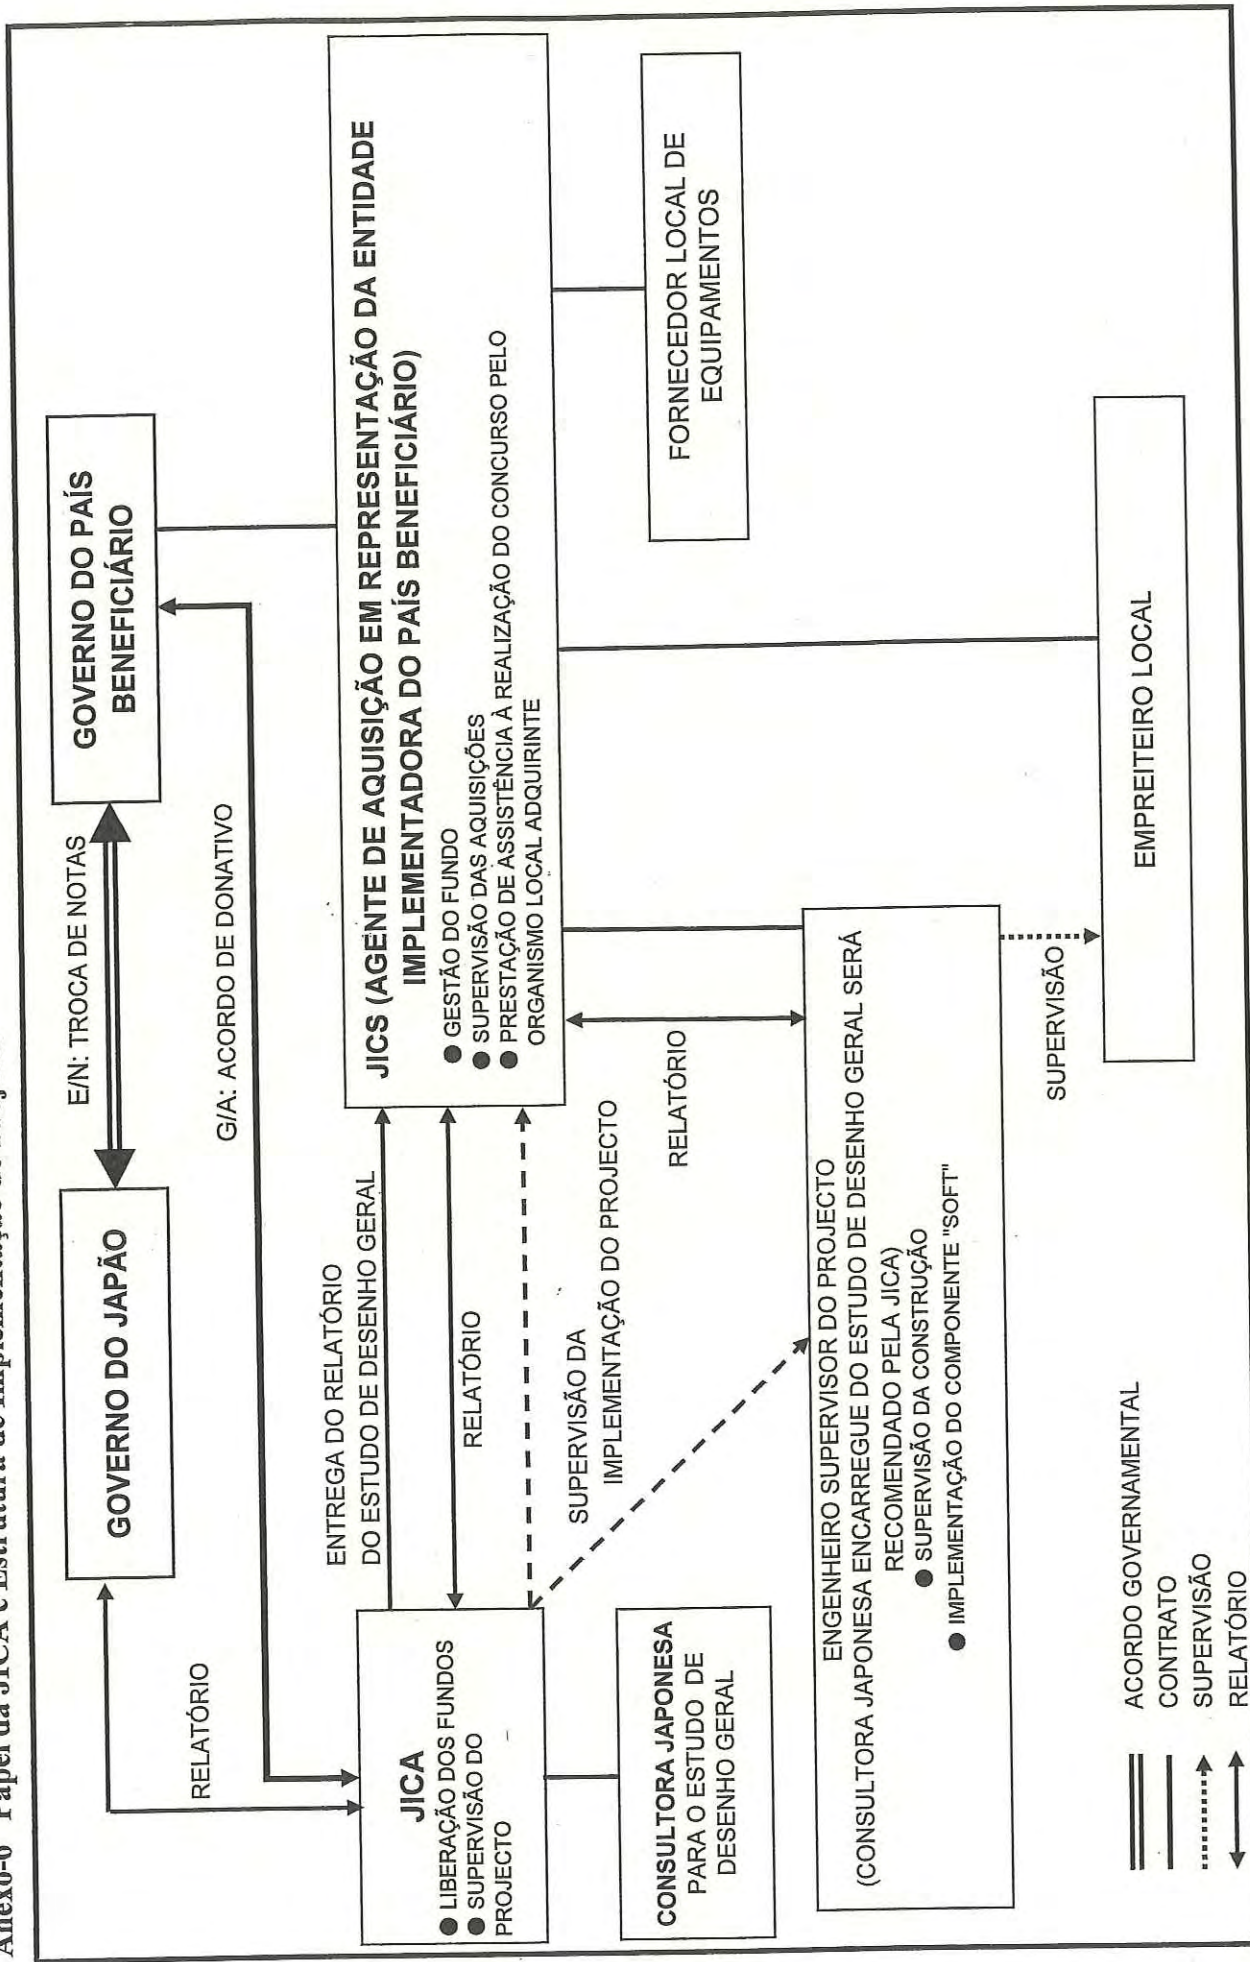 Anexo-6 Papel da JICA e Estrutura de Implementação
GOVERNO DO JAPÃO
E/N: TROCA DE NOTAS
GOVERNO DO PAÍS
BENEFICIÁRIO
RELATÓRIO
G/A: ACORDO DE DONATIVO
JICA
● LIBERAÇÃO DOS FUNDOS
● SUPERVISÃO DO
PROJECTO
ENTREGA DO RELATÓRIO
DO ESTUDO DE DESENHO GERAL
RELATÓRIO
SUPERVISÃO DA
IMPLEMENTAÇÃO DO PROJECTO
JICS (AGENTE DE AQUISIÇÃO EM REPRESENTAÇÃO DA ENTIDADE
IMPLEMENTADORA DO PAÍS BENEFICIÁRIO)
● GESTÃO DO FUNDO
● SUPERVISÃO DAS AQUISIÇÕES
● PRESTAÇÃO DE ASSISTÊNCIA À REALIZAÇÃO DO CONCURSO PELO
ORGANISMO LOCAL ADQUIRINTE
CONSULTORA JAPONESA
PARA O ESTUDO DE
DESENHO GERAL
RELATÓRIO
FORNECEDOR LOCAL DE
EQUIPAMENTOS
ENGENHEIRO SUPERVISOR DO PROJECTO
(CONSULTORA JAPONESA ENCARREGUE DO ESTUDO DE DESENHO GERAL SERÁ
RECOMENDADO PELA JICA)
● SUPERVISÃO DA CONSTRUÇÃO
● IMPLEMENTAÇÃO DO COMPONENTE "SOFT"
SUPERVISÃO
EMPREITEIRO LOCAL
ACORDO GOVERNAMENTAL
CONTRATO
SUPERVISÃO
RELATÓRIO